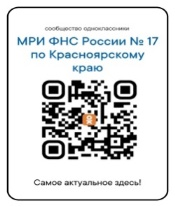 сообщество одноклассники
МРИ ФНС России № 17
по Красноярскому
краю
Самое актуальное здесь!